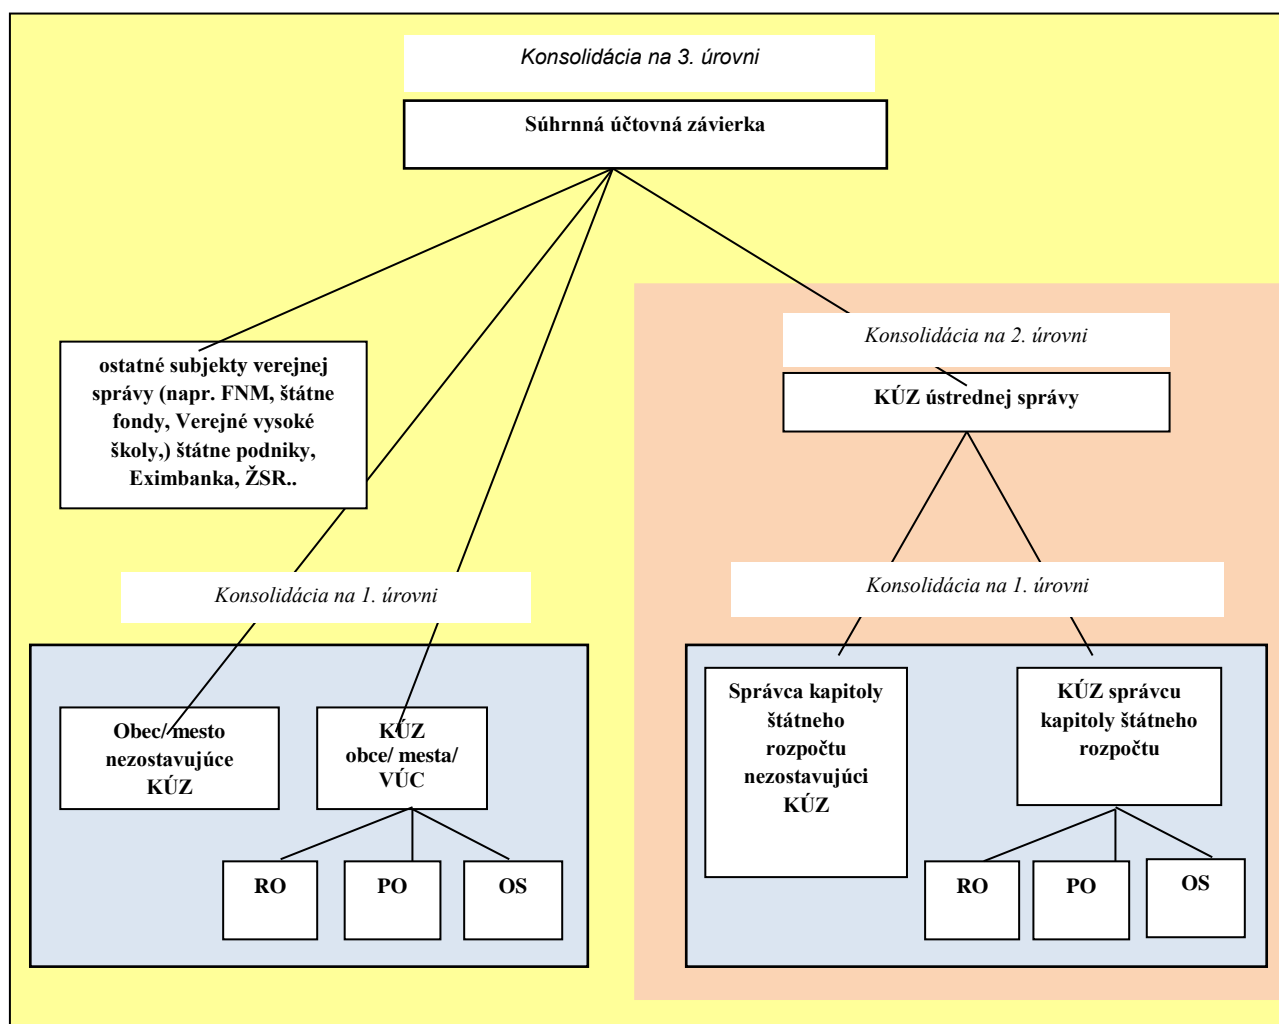 Konsolidácia na 3. úrovni
Súhrnná účtovná závierka
ostatné subjekty verejnej
správy (napr. FNM, štátne
fondy, Verejné vysoké
školy,) štátne podniky,
Eximbanka, ŽSR..
Konsolidácia na 2. úrovni
KÚZ ústrednej správy
Konsolidácia na 1. úrovni
Obec/ mesto
nezostavujúce
KÚZ
KÚZ
obce/ mesta/
VÚC
RO
PO
OS
Konsolidácia na 1. úrovni
Správca kapitoly
štátneho
rozpočtu
nezostavujúci
KÚZ
KÚZ správcu
kapitoly štátneho
rozpočtu
RO
PO
OS